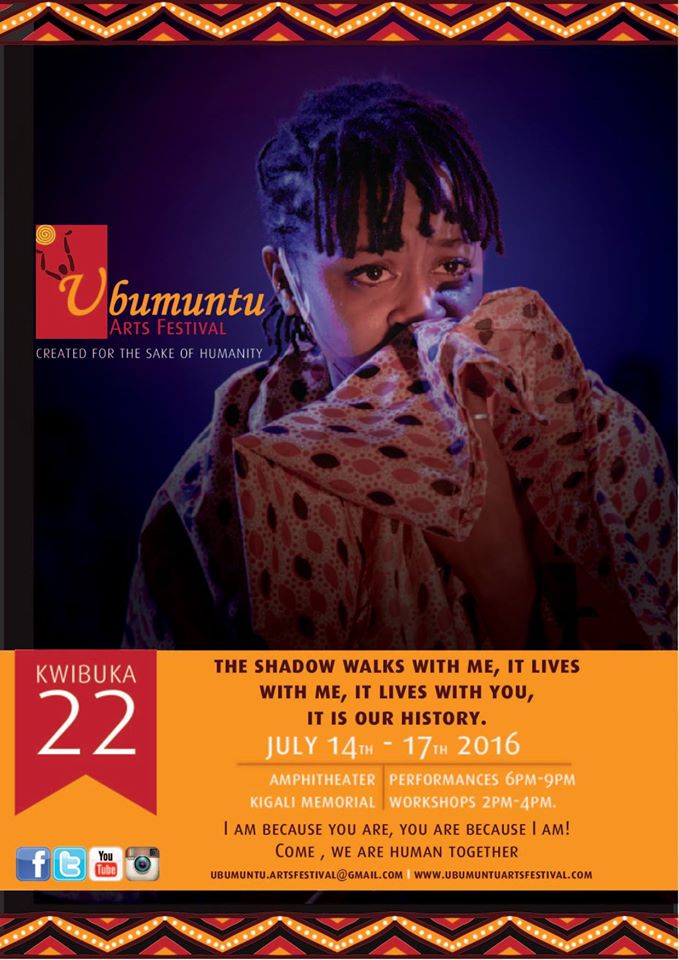 Ubumuntu
ARTS FESTIVAL
CREATED FOR THE SAKE OF HUMANITY
KWIBUKA
22
THE SHADOW WALKS WITH ME, IT LIVES
WITH ME, IT LIVES WITH YOU,
IT IS OUR HISTORY.
JULY 14TH - 17TH 2016
AMPHITHEATER | PERFORMANCES 6PM-9PM
KIGALI MEMORIAL | WORKSHOPS 2PM-4PM.
I AM BECAUSE YOU ARE, YOU ARE BECAUSE I AM!
COME , WE ARE HUMAN TOGETHER
You
Tube
UBUMUNTU.ARTSFESTIVAL@GMAIL.COM | WWW.UBUMUNTUARTSFESTIVAL.COM